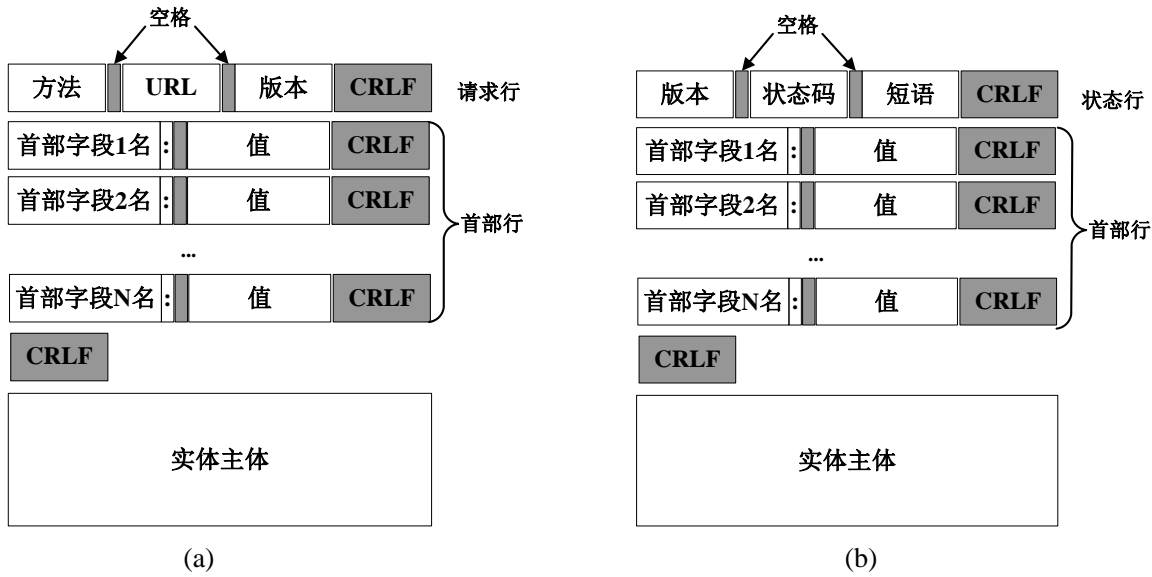 空格
方法 URL 版本 CRLF 请求行
首部字段1名 : 值 CRLF
首部字段2名 : 值 CRLF
首部行
...
首部字段N名 : 值 CRLF
CRLF
实体主体
(a)
空格
版本 状态码 短语 CRLF 状态行
首部字段1名 : 值 CRLF
首部字段2名 : 值 CRLF
首部行
...
首部字段N名 : 值 CRLF
CRLF
实体主体
(b)